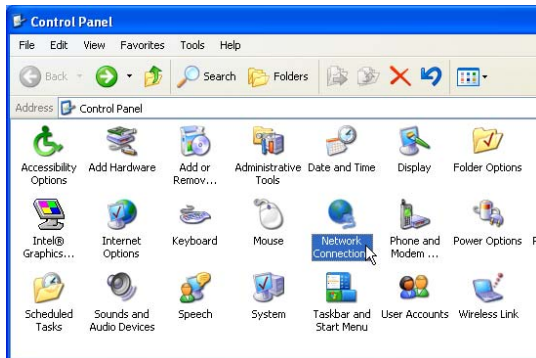 Control Panel
File Edit View Favorites Tools Help
Back Search Folders
Address Control Panel
Accessibility Options
Add Hardware
Add or Remov...
Administrative Tools
Date and Time
Display
Folder Options
Intel® Graphics...
Internet Options
Keyboard
Mouse
Network Connections
Phone and Modem ...
Power Options
Scheduled Tasks
Sounds and Audio Devices
Speech
System
Taskbar and Start Menu
User Accounts
Wireless Link